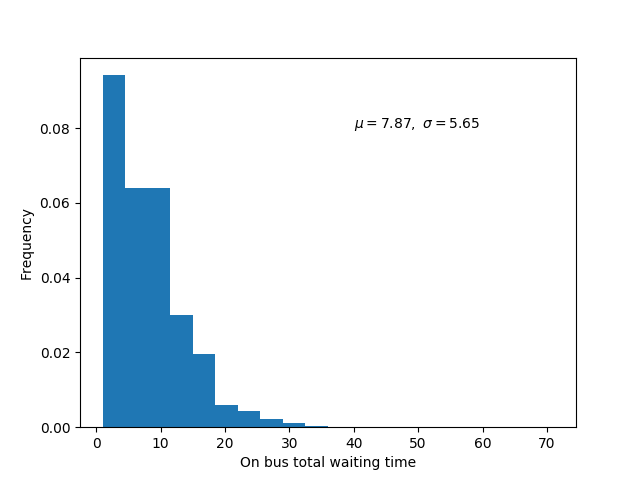 μ = 7.87, σ = 5.65
0.08
0.06
0.04
0.02
0.00
Frequency
0 10 20 30 40 50 60 70
On bus total waiting time